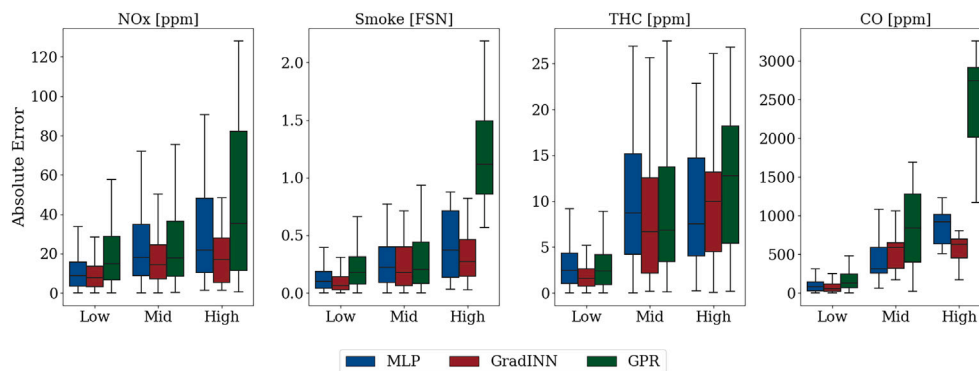 NOx [ppm]
Smoke [FSN]
THC [ppm]
CO [ppm]
Absolute Error
120
100
80
60
40
20
0
Low Mid High
2.0
1.5
1.0
0.5
0.0
Low Mid High
25
20
15
10
5
0
Low Mid High
3000
2500
2000
1500
1000
500
0
Low Mid High
MLP GradINN GPR